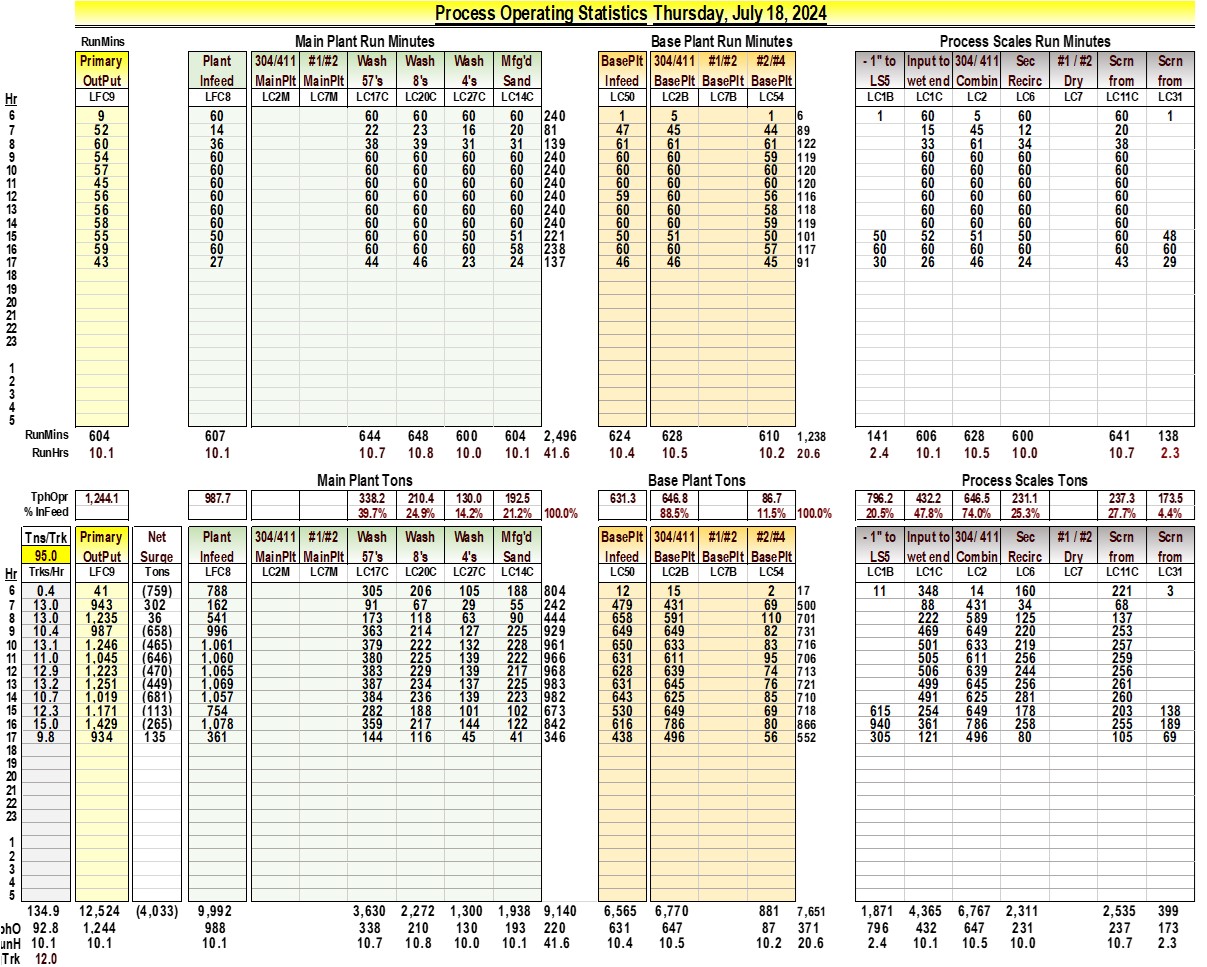 Process Operating Statistics Thursday, July 18, 2024
RunMins Main Plant Run Minutes Base Plant Run Minutes Process Scales Run Minutes
Primary Plant 304/411 #1/#2 Wash Wash Wash Mfg'd BasePlt 304/411 #1/#2 #2/#4 - 1" to Input to 304/ 411 Sec #1 / #2 Scrn Scrn
OutPut Infeed MainPlt MainPlt 57's 8's 4's Sand Infeed BasePlt BasePlt BasePlt LS5 wet end Combin Recirc Dry from from
Hr LFC9 LFC8 LC2M LC7M LC17C LC20C LC27C LC14C LC50 LC2B LC7B LC54 LC1B LC1C LC2 LC6 LC7 LC11C LC31
6 9 60 60 60 60 60 240 1 5 1 6 1 60 5 60 60 1
7 52 14 22 23 16 20 81 47 45 44 89 15 45 12 20
8 60 36 38 39 31 31 139 61 61 61 122 33 61 34 38
9 54 60 60 60 60 60 240 60 60 59 119 60 60 60 60
10 57 60 60 60 60 60 240 60 60 60 120 60 60 60 60
11 45 60 60 60 60 60 240 60 60 60 120 60 60 60 60
12 56 60 60 60 60 60 240 59 60 56 116 60 60 60 60
13 56 60 60 60 60 60 240 60 60 58 118 60 60 60 60
14 58 60 60 60 60 60 240 60 60 59 119 60 60 60 60
15 55 50 60 60 50 51 221 50 51 50 101 50 52 51 50 60 48
16 59 60 60 60 60 58 238 60 60 57 117 60 60 60 60 60 60
17 43 27 44 46 23 24 137 46 46 45 91 30 26 46 24 43 29
18
19
20
21
22
23
1
2
3
4
5
RunMins 604 607 644 648 600 604 2,496 624 628 610 1,238 141 606 628 600 641 138
RunHrs 10.1 10.1 10.7 10.8 10.0 10.1 41.6 10.4 10.5 10.2 20.6 2.4 10.1 10.5 10.0 10.7 2.3
Main Plant Tons Base Plant Tons Process Scales Tons
TphOpr 1,244.1 987.7 338.2 210.4 130.0 192.5 631.3 646.8 86.7 796.2 432.2 646.5 231.1 237.3 173.5
% InFeed 39.7% 24.9% 14.2% 21.2% 100.0% 88.5% 11.5% 100.0% 20.5% 47.8% 74.0% 25.3% 27.7% 4.4%
Tns/Trk Primary Net Plant 304/411 #1/#2 Wash Wash Wash Mfg'd BasePlt 304/411 #1/#2 #2/#4 - 1" to Input to 304/ 411 Sec #1 / #2 Scrn Scrn
95.0 OutPut Surge Infeed MainPlt MainPlt 57's 8's 4's Sand Infeed BasePlt BasePlt BasePlt LS5 wet end Combin Recirc Dry from from
Hr Trks/Hr LFC9 Tons LFC8 LC2M LC7M LC17C LC20C LC27C LC14C LC50 LC2B LC7B LC54 LC1B LC1C LC2 LC6 LC7 LC11C LC31
6 0.4 41 (759) 788 305 206 105 188 804 12 15 2 17 11 348 14 160 221 3
7 13.0 943 302 162 91 67 29 55 242 479 431 69 500 88 431 34 68
8 13.0 1,235 36 541 173 118 63 90 444 658 591 110 701 222 589 125 137
9 10.4 987 (658) 996 363 214 127 225 929 649 649 82 731 469 649 220 253
10 13.1 1,246 (465) 1,061 379 222 132 228 961 650 633 83 716 501 633 219 257
11 11.0 1,045 (646) 1,060 380 225 139 222 966 631 611 95 706 505 611 256 259
12 12.9 1,223 (470) 1,065 383 229 139 217 968 628 639 74 713 506 639 244 256
13 13.2 1,251 (449) 1,069 387 234 137 225 983 631 645 76 721 499 645 256 261
14 10.7 1,019 (681) 1,057 384 236 139 223 982 643 625 85 710 491 625 281 260
15 12.3 1,171 (113) 754 282 188 101 102 673 530 649 69 718 615 254 649 178 203 138
16 15.0 1,429 (265) 1,078 359 217 144 122 842 616 786 80 866 940 361 786 258 255 189
17 9.8 934 135 361 144 116 45 41 346 438 496 56 552 305 121 496 80 105 69
18
19
20
21
22
23
1
2
3
4
5
134.9 12,524 (4,033) 9,992 3,630 2,272 1,300 1,938 9,140 6,565 6,770 881 7,651 1,871 4,365 6,767 2,311 2,535 399
phO 92.8 1,244 988 338 210 130 193 220 631 647 87 371 796 432 647 231 237 173
unH 10.1 10.1 10.1 10.7 10.8 10.0 10.1 41.6 10.4 10.5 10.2 20.6 2.4 10.1 10.5 10.0 10.7 2.3
Trk 12.0